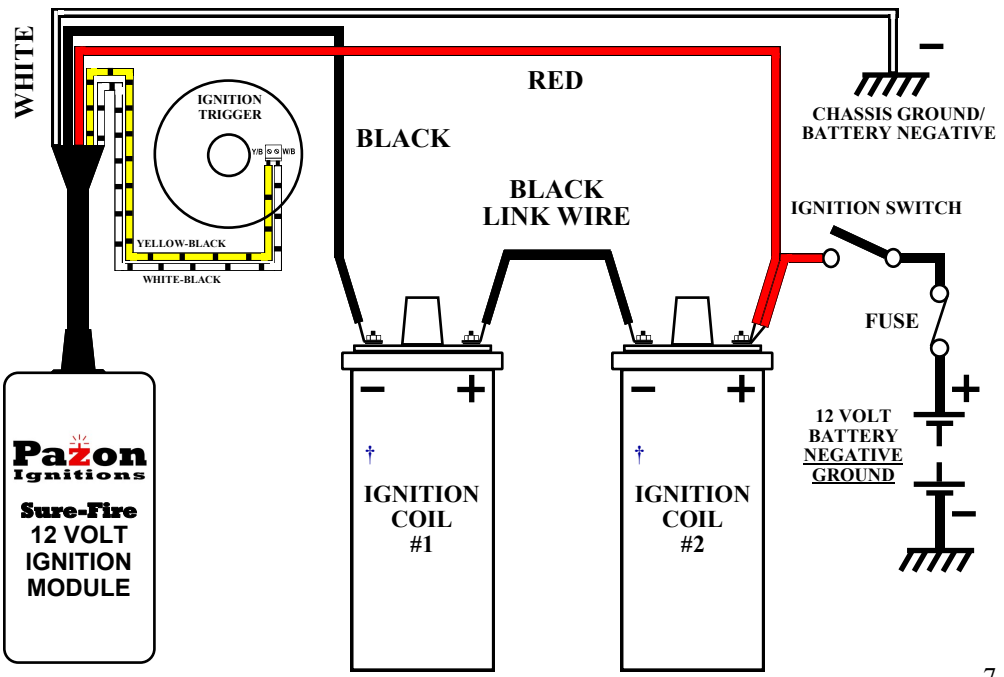 WHITE
IGNITION
TRIGGER
Y/B
W/B
RED
BLACK
BLACK
LINK WIRE
YELLOW-BLACK
WHITE-BLACK
−
CHASSIS GROUND/
BATTERY NEGATIVE
IGNITION SWITCH
FUSE
+
12 VOLT
BATTERY
NEGATIVE
GROUND
−
Pazon
Ignitions
Sure-Fire
12 VOLT
IGNITION
MODULE
− +
†
IGNITION
COIL
#1
− +
†
IGNITION
COIL
#2
7